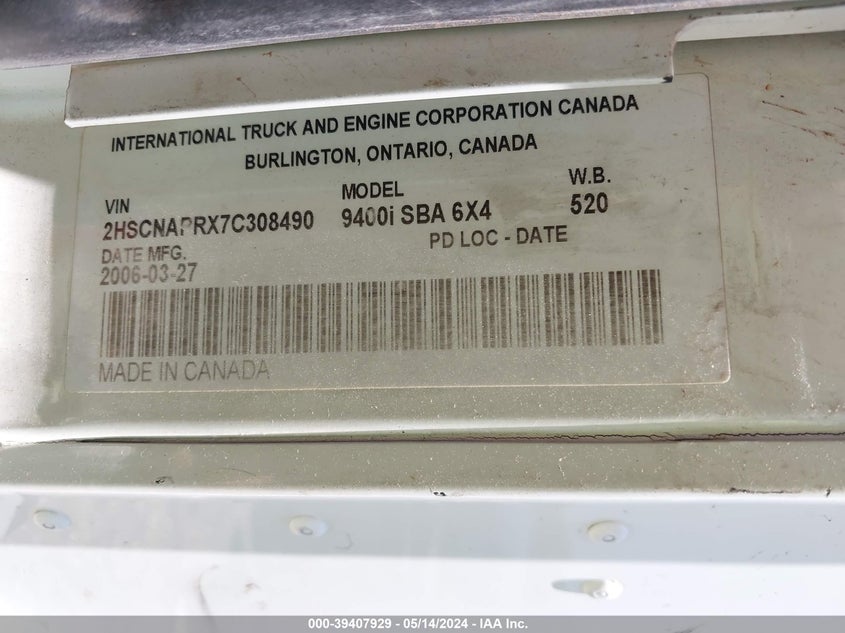 INTERNATIONAL TRUCK AND ENGINE CORPORATION CANADA
BURLINGTON, ONTARIO, CANADA
VIN MODEL W.B.
2HSCNAPRX7C308490 9400i SBA 6X4 520
DATE MFG. PD LOC - DATE
2006-03-27
MADE IN CANADA
000-39407929 - 05/14/2024 - IAA Inc.